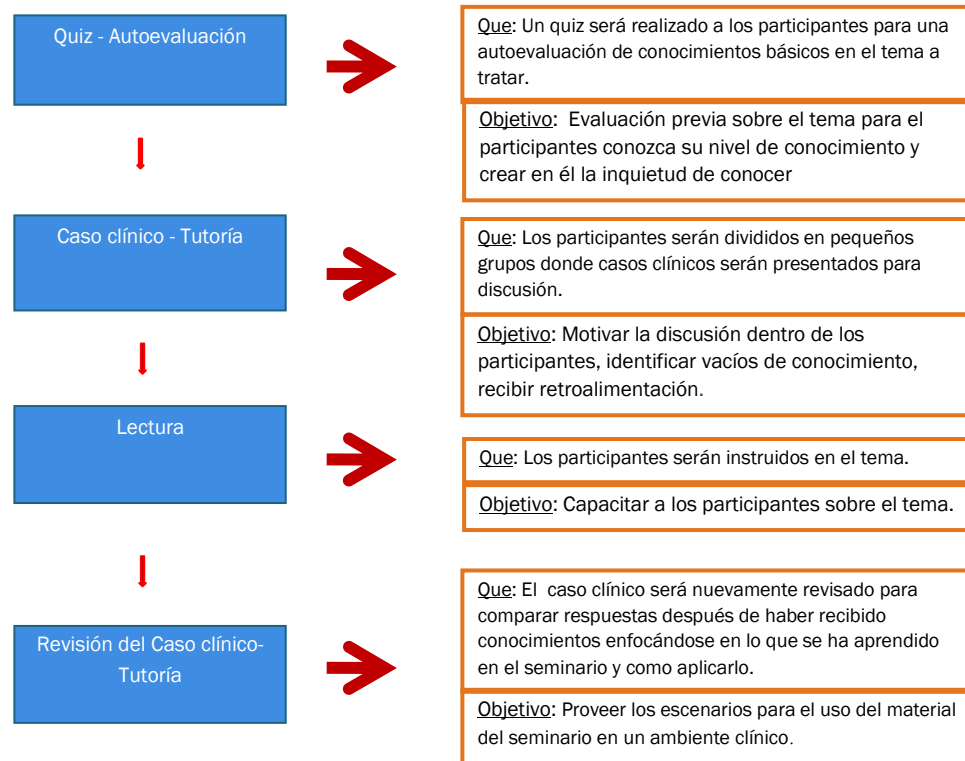 Quiz - Autoevaluación
Que: Un quiz será realizado a los participantes para una
autoevaluación de conocimientos básicos en el tema a
tratar.
Objetivo:  Evaluación previa sobre el tema para el
participantes conozca su nivel de conocimiento y
crear en él la inquietud de conocer
Caso clínico - Tutoría
Que: Los participantes serán divididos en pequeños
grupos donde casos clínicos serán presentados para
discusión.
Objetivo: Motivar la discusión dentro de los
participantes, identificar vacíos de conocimiento,
recibir retroalimentación.
Lectura
Que: Los participantes serán instruidos en el tema.
Objetivo: Capacitar a los participantes sobre el tema.
Revisión del Caso clínico-
Tutoría
Que: El  caso clínico será nuevamente revisado para
comparar respuestas después de haber recibido
conocimientos enfocándose en lo que se ha aprendido
en el seminario y como aplicarlo.
Objetivo: Proveer los escenarios para el uso del material
del seminario en un ambiente clínico.